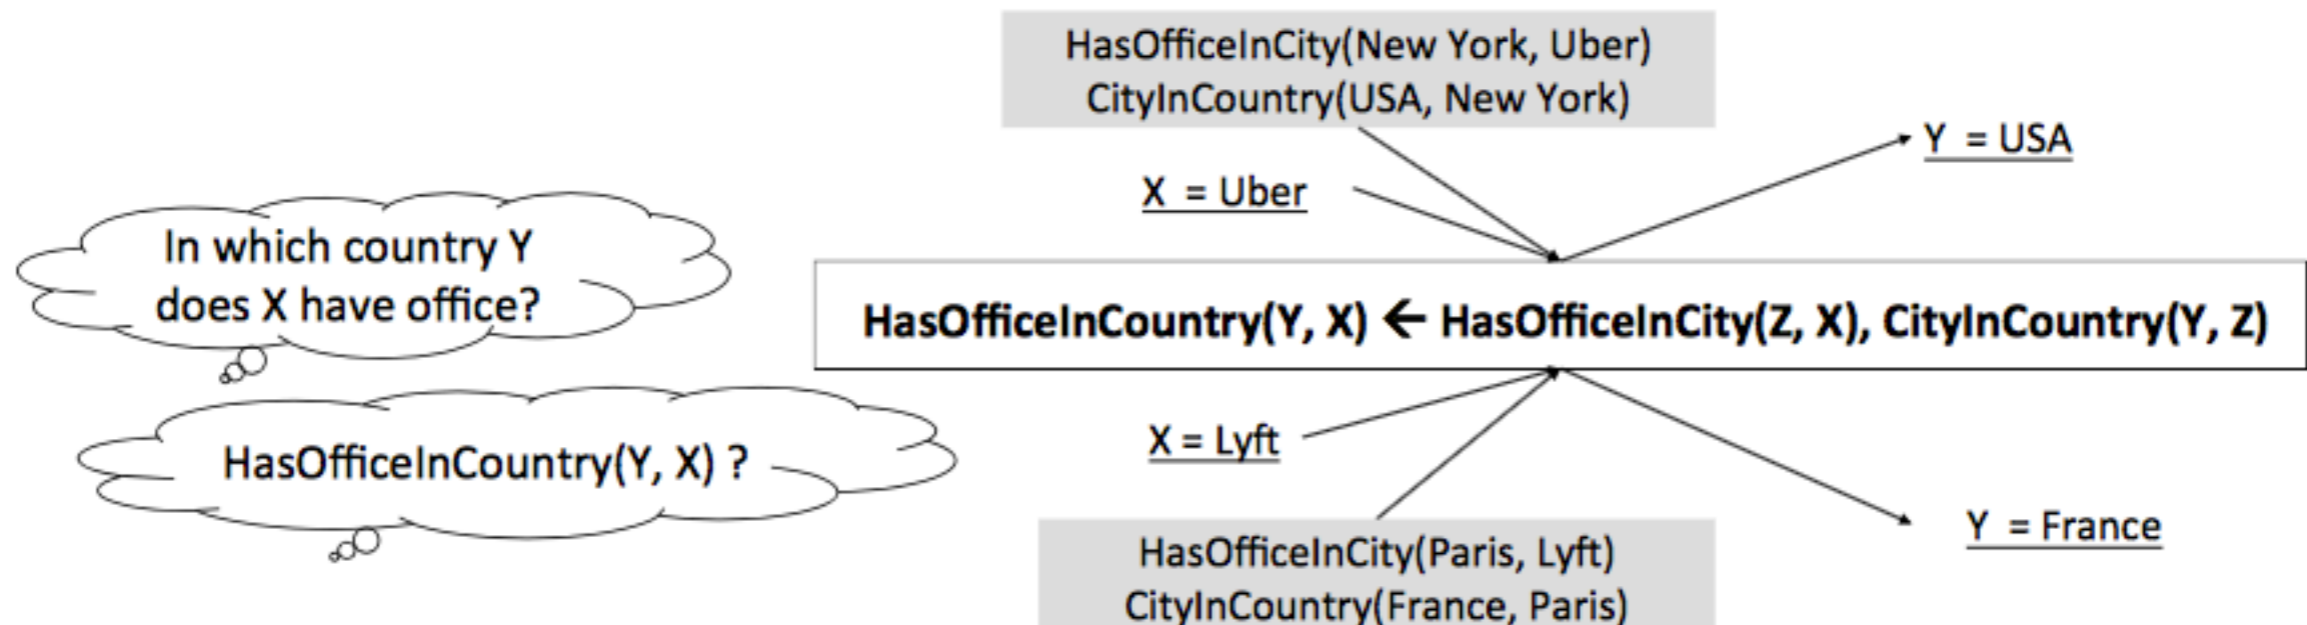 HasOfficeInCity(New York, Uber)
CityInCountry(USA, New York)
Y = USA
X = Uber
In which country Y
does X have office?
HasOfficeInCountry(Y, X) ← HasOfficeInCity(Z, X), CityInCountry(Y, Z)
X = Lyft
HasOfficeInCountry(Y, X) ?
Y = France
HasOfficeInCity(Paris, Lyft)
CityInCountry(France, Paris)